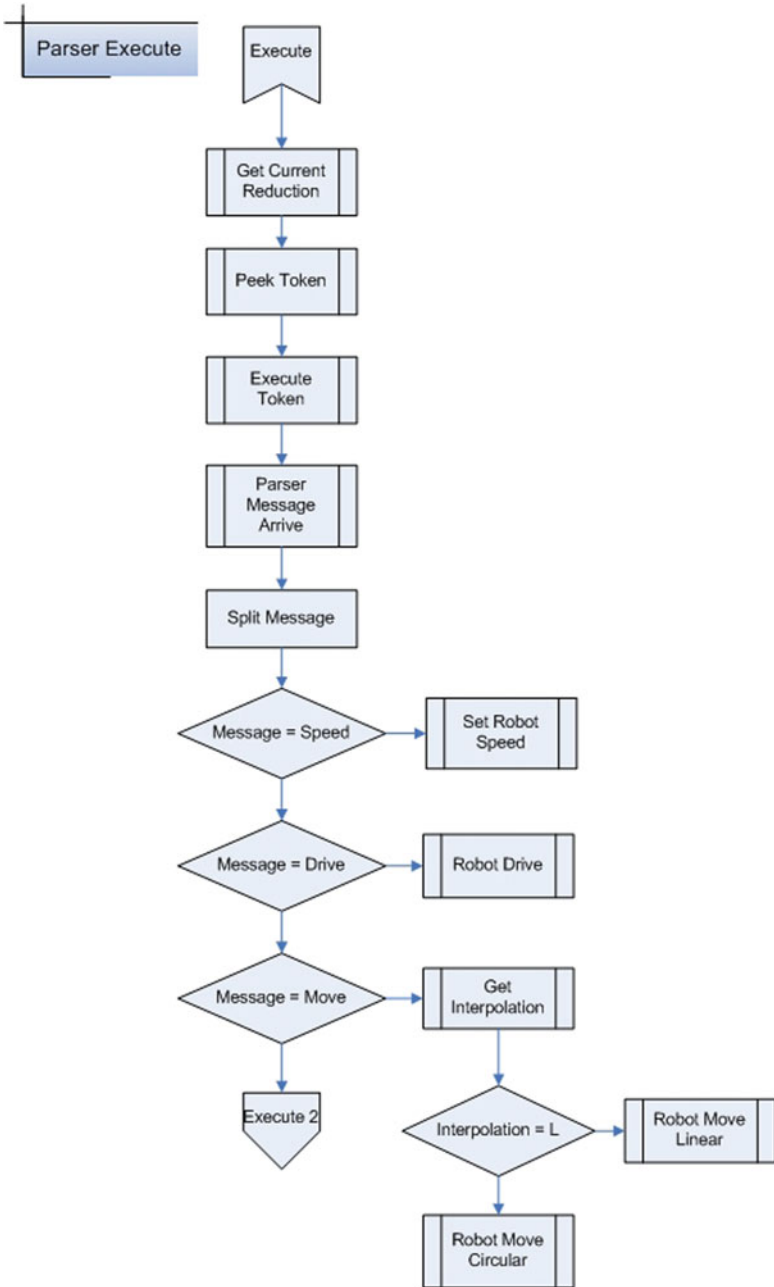 Parser Execute
Execute
Get Current
Reduction
Peek Token
Execute
Token
Parser
Message
Arrive
Split Message
Message = Speed
Set Robot
Speed
Message = Drive
Robot Drive
Message = Move
Get
Interpolation
Execute 2
Interpolation = L
Robot Move
Linear
Robot Move
Circular